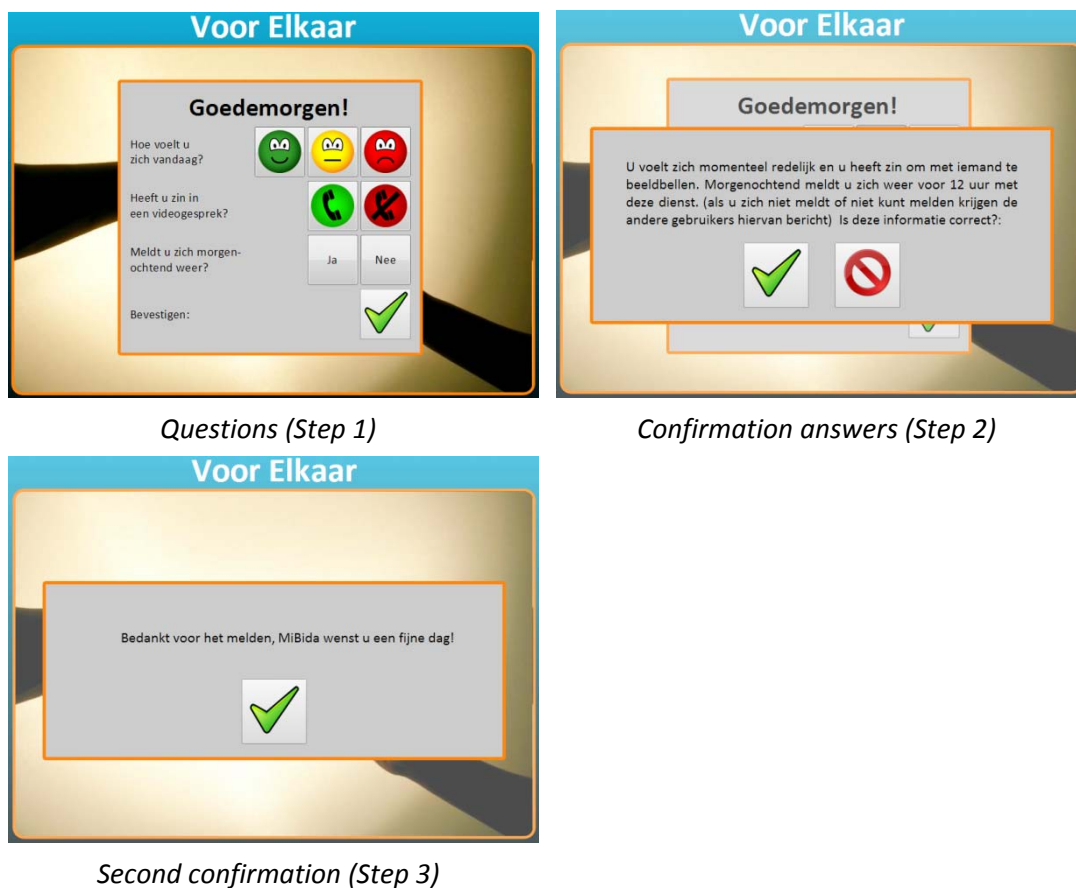 Voor Elkaar
Goedemorgen!
Hoe voelt u
zich vandaag?
Heeft u zin in
een videogesprek?
Meldt u zich morgen-
ochtend weer?
Ja
Nee
Bevestigen:
Questions (Step 1)
Voor Elkaar
Goedemorgen!
U voelt zich momenteel redelijk en u heeft zin om met iemand te
beeldbellen. Morgenochtend meldt u zich weer voor 12 uur met
deze dienst. (als u zich niet meldt of niet kunt melden krijgen de
andere gebruikers hiervan bericht) Is deze informatie correct?:
Confirmation answers (Step 2)
Voor Elkaar
Bedankt voor het melden, MiBida wenst u een fijne dag!
Second confirmation (Step 3)